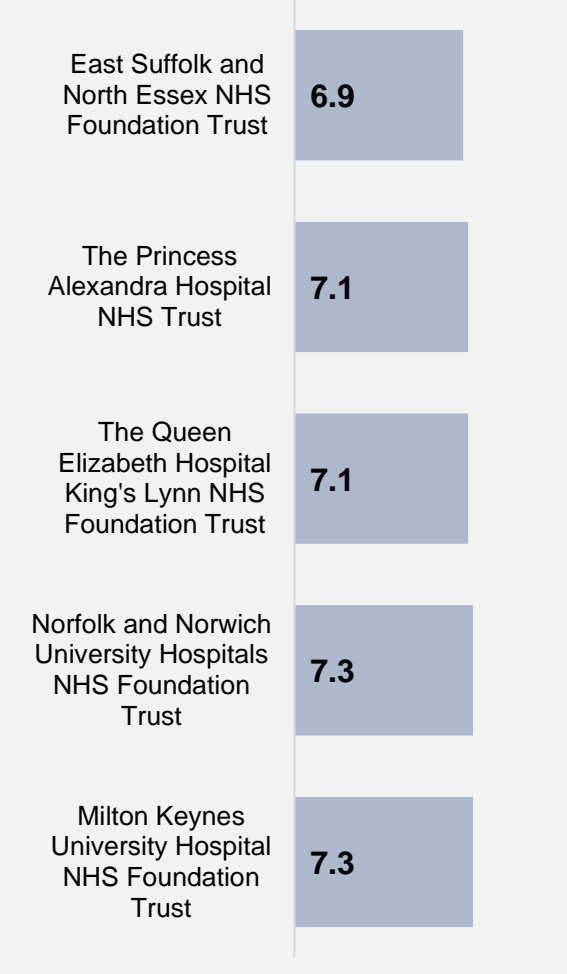 East Suffolk and
North Essex NHS
Foundation Trust
6.9
The Princess
Alexandra Hospital
NHS Trust
7.1
The Queen
Elizabeth Hospital
King's Lynn NHS
Foundation Trust
7.1
Norfolk and Norwich
University Hospitals
NHS Foundation
Trust
7.3
Milton Keynes
University Hospital
NHS Foundation
Trust
7.3